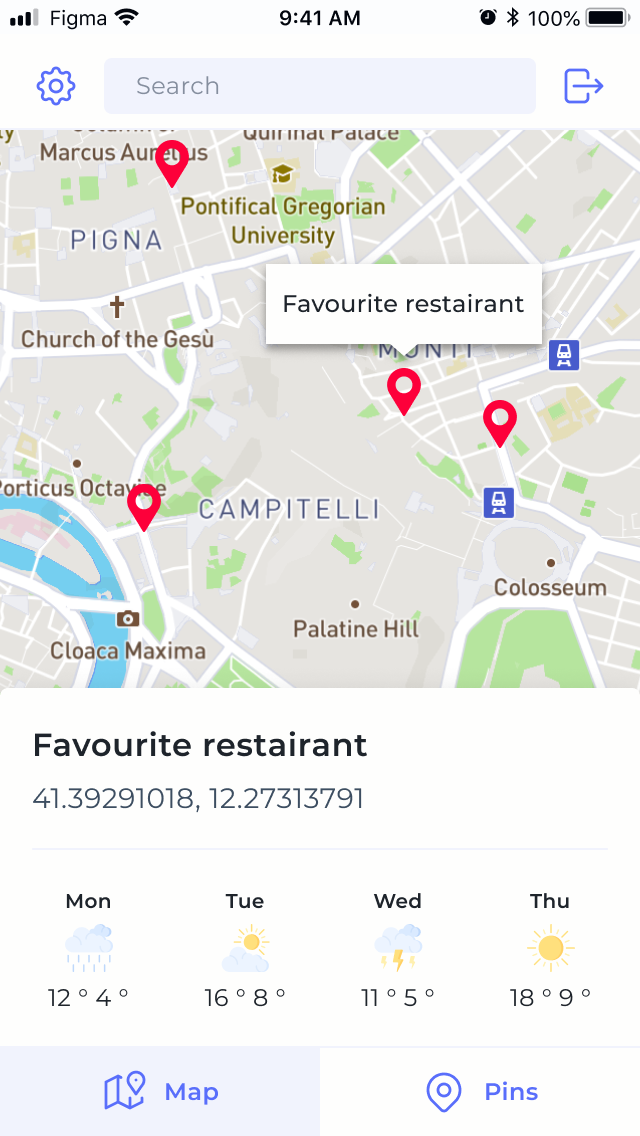 Figma 9:41 AM 100%
Search
Quirinal Palace
Marcus Aurelius
Pontifical Gregorian
University
PIGNA
Favourite restairant
MONTI
Church of the Gesù
CAMPITELLI
Colosseum
Palatine Hill
Cloaca Maxima
Favourite restairant
41.39291018, 12.27313791
Mon Tue Wed Thu
12 ° 4 ° 16 ° 8 ° 11 ° 5 ° 18 ° 9 °
Map Pins